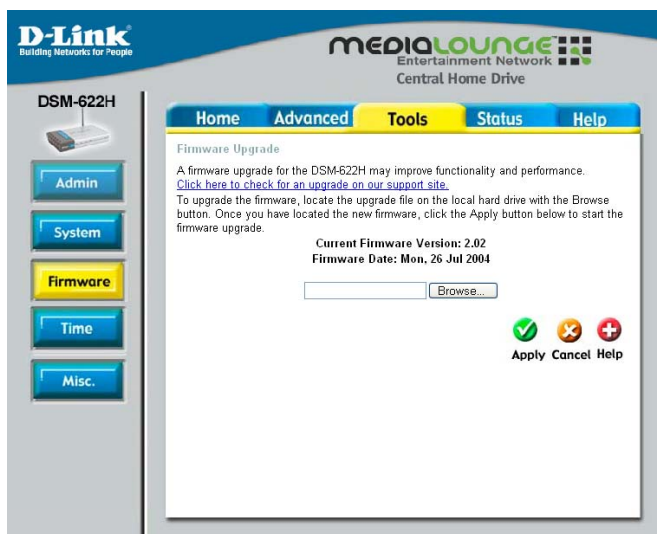 D-Link
Building Networks for People
MEDIALOUNGE
Entertainment Network
Central Home Drive
DSM-622H
Home Advanced Tools Status Help
Admin
System
Firmware
Time
Misc.
Firmware Upgrade
A firmware upgrade for the DSM-622H may improve functionality and performance.
Click here to check for an upgrade on our support site.
To upgrade the firmware, locate the upgrade file on the local hard drive with the Browse
button. Once you have located the new firmware, click the Apply button below to start the
firmware upgrade.
Current Firmware Version: 2.02
Firmware Date: Mon, 26 Jul 2004
Browse...
Apply Cancel Help